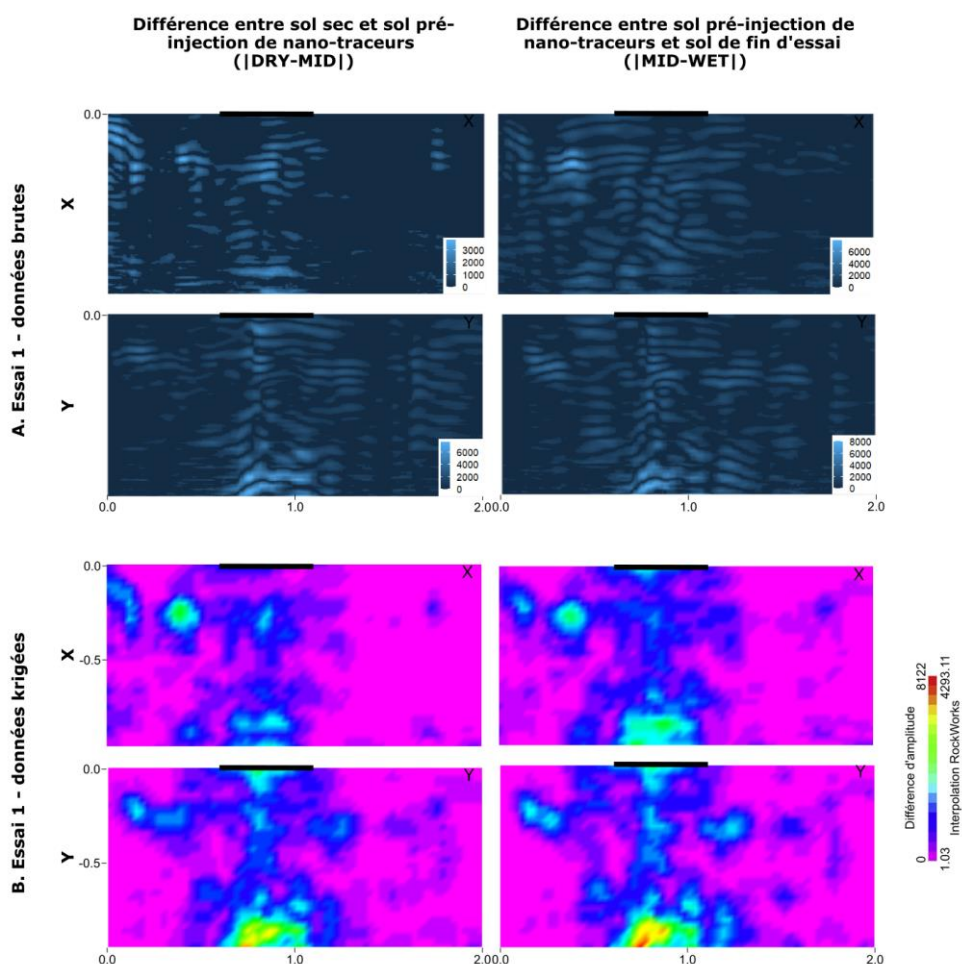 Différence entre sol sec et sol pré-
injection de nano-traceurs
(|DRY-MID|)
Différence entre sol pré-injection de
nano-traceurs et sol de fin d'essai
(|MID-WET|)
A. Essai 1 - données brutes
X
0.0
X
3000
2000
1000
0
X
6000
4000
2000
0
Y
0.0
Y
6000
4000
2000
0
Y
8000
6000
4000
2000
0
0.0
1.0
2.0
0.0
1.0
2.0
B. Essai 1 - données krigées
X
0.0
-0.5
X
X
Y
0.0
-0.5
Y
Y
0.0
1.0
2.0
0.0
1.0
2.0
Différence d'amplitude
0
8122
1.03
4293.11
Interpolation RockWorks